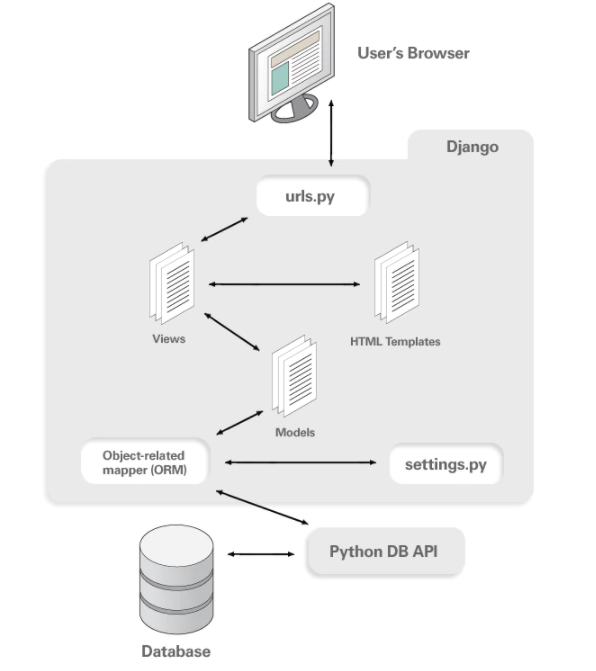 User's Browser
Django
urls.py
Views
HTML Templates
Models
Object-related
mapper (ORM)
settings.py
Python DB API
Database